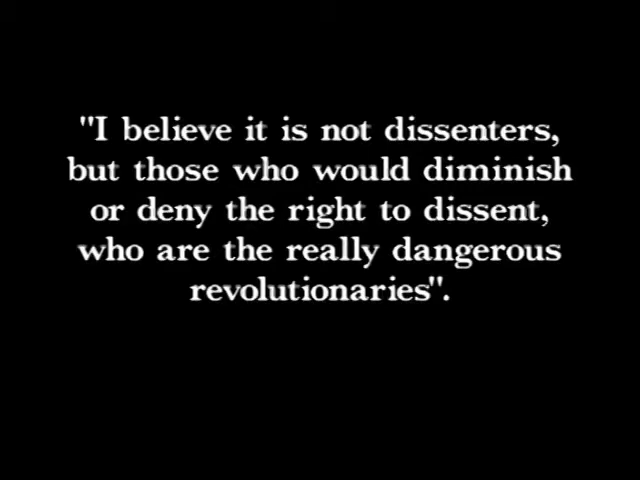 "I believe it is not dissenters,
but those who would diminish
or deny the right to dissent,
who are the really dangerous
revolutionaries".